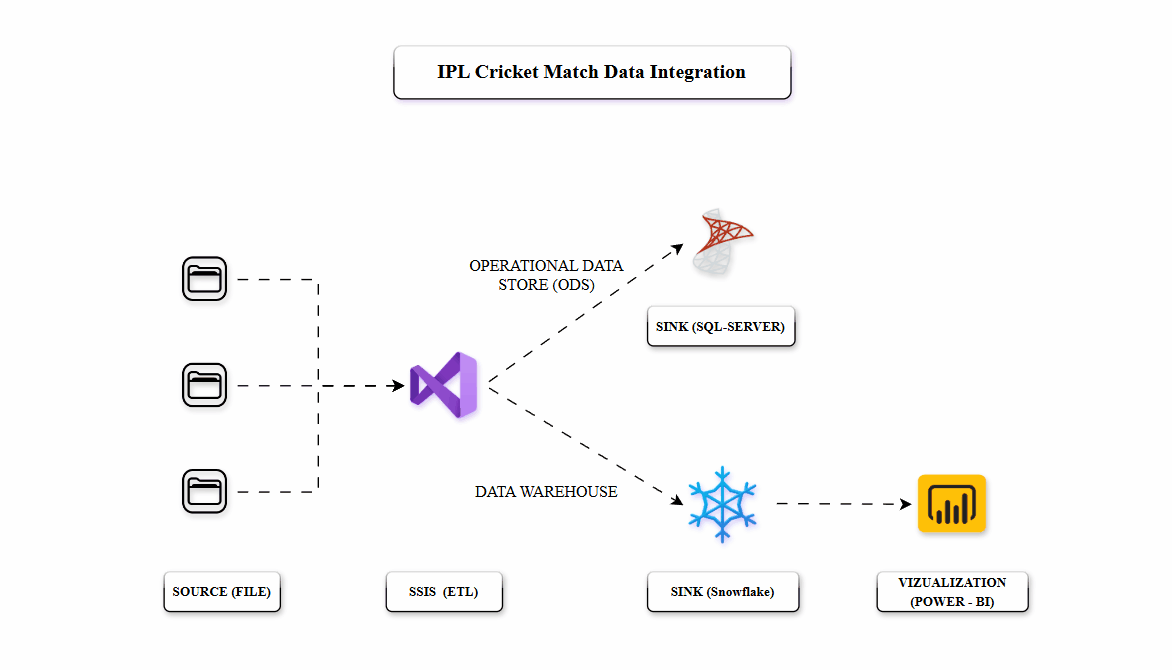 IPL Cricket Match Data Integration
OPERATIONAL DATA
STORE (ODS)
SINK (SQL-SERVER)
DATA WAREHOUSE
SOURCE (FILE)
SSIS (ETL)
SINK (Snowflake)
VIZUALIZATION
(POWER - BI)